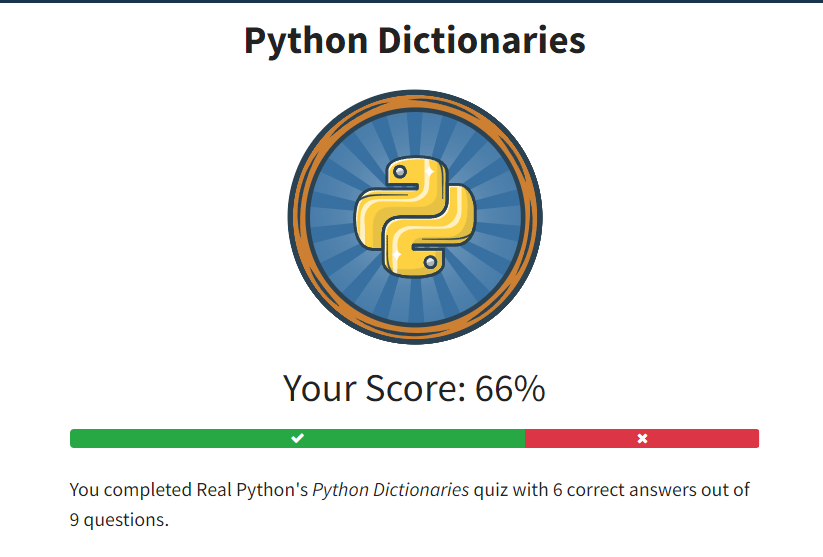 Python Dictionaries
Your Score: 66%
You completed Real Python's Python Dictionaries quiz with 6 correct answers out of
9 questions.